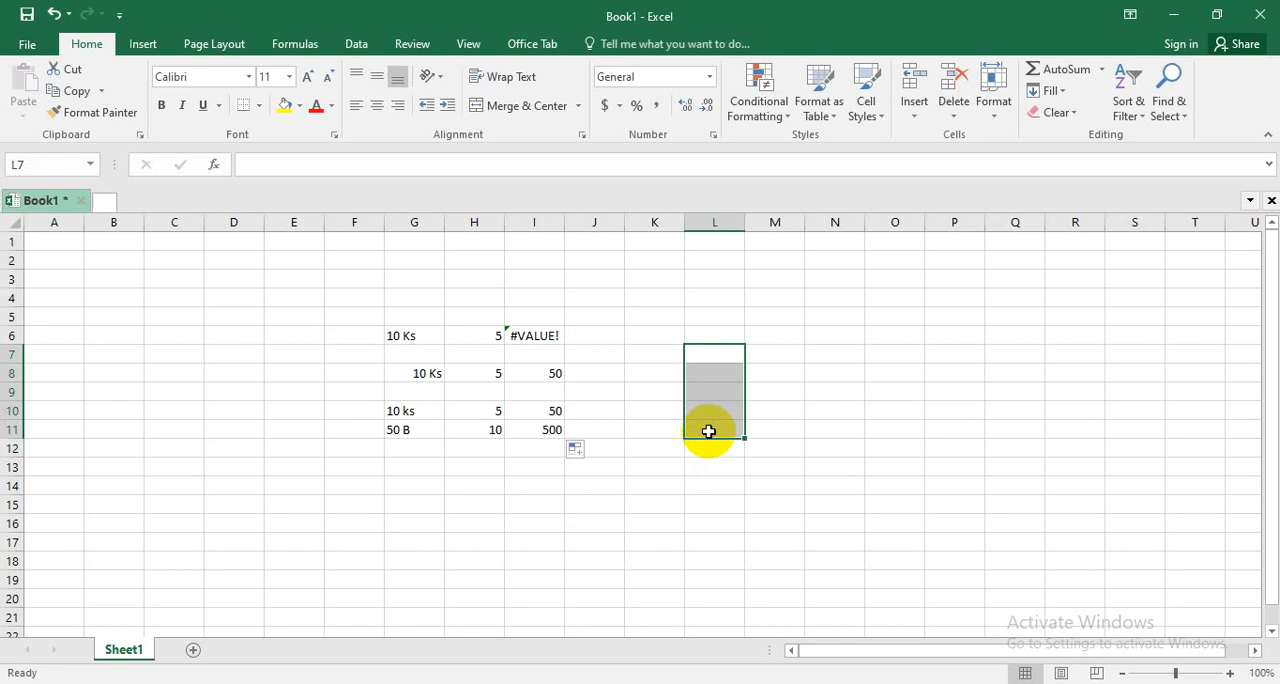 Book1 - Excel
File Home Insert Page Layout Formulas Data Review View Office Tab Tell me what you want to do... Sign in Share
Paste Cut Copy Format Painter
Calibri 11
B I U A
Wrap Text
Merge & Center
General
$ % ,
Conditional Formatting Format as Table Cell Styles
Insert Delete Format
AutoSum Fill Clear
Sort & Filter Find & Select
Clipboard Font Alignment Number Styles Cells Editing
L7 fx
Book1 *
A B C D E F G H I J K L M N O P Q R S T U
1
2
3
4
5
6 10 Ks 5 #VALUE!
7
8 10 Ks 5 50
9
10 10 ks 5 50
11 50 B 10 500
12
13
14
15
16
17
18
19
20
21
22
Activate Windows
Go to Settings to activate Windows.
Sheet1
Ready 100%